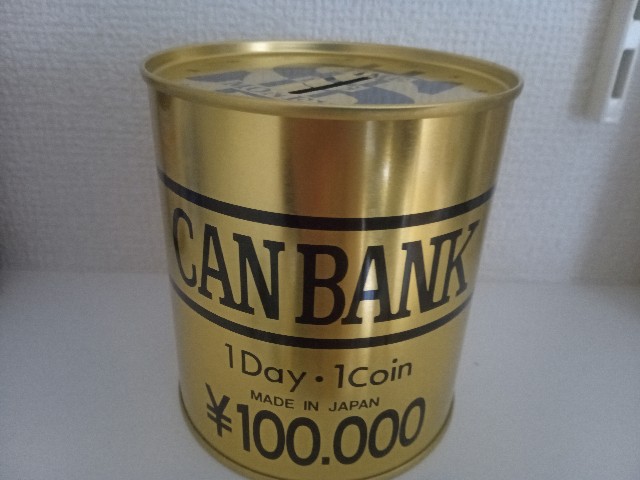 CAN BANK
1Day・1Coin
MADE IN JAPAN
¥100.000